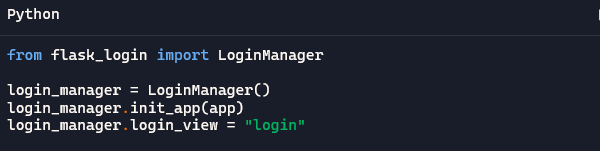 Python
from flask_login import LoginManager
login_manager = LoginManager()
login_manager.init_app(app)
login_manager.login_view = "login"